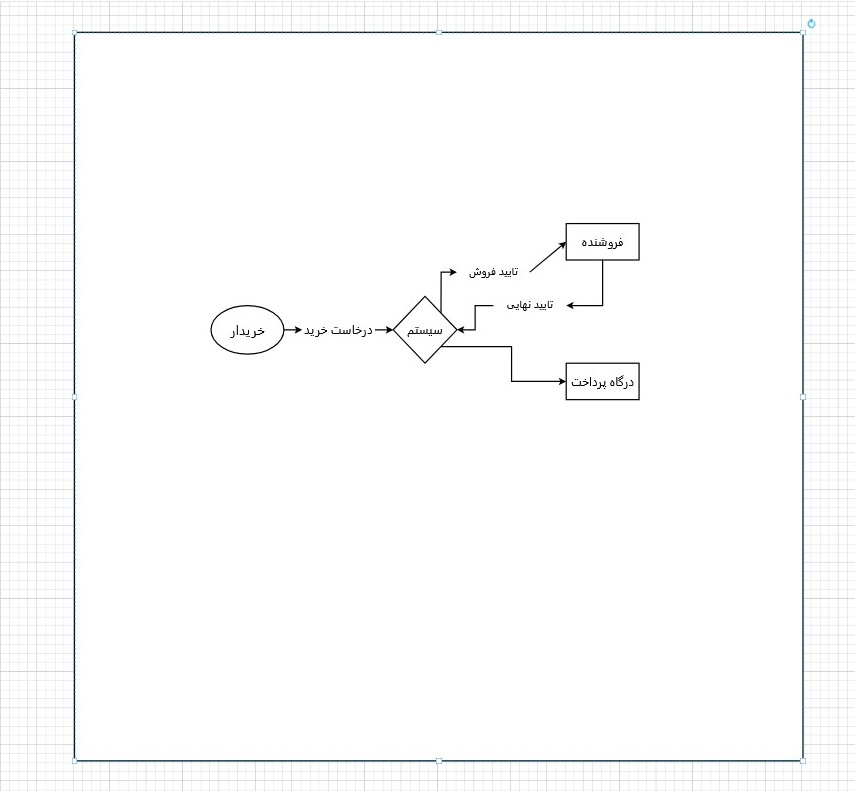 فروشنده
تایید فروش
تایید نهایی
خریدار
درخاست خرید
سیستم
درگاه پرداخت